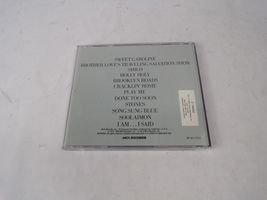 SWEET CAROLINE
BROTHER LOVE'S TRAVELING SALVATION SHOW
SHILO
HOLLY HOLY
BROOKLYN ROADS
CRACKLIN' ROSIE
PLAY ME
DONE TOO SOON
STONES
SONG SUNG BLUE
SOOLAIMON
I AM . . . I SAID
MCA RECORDS